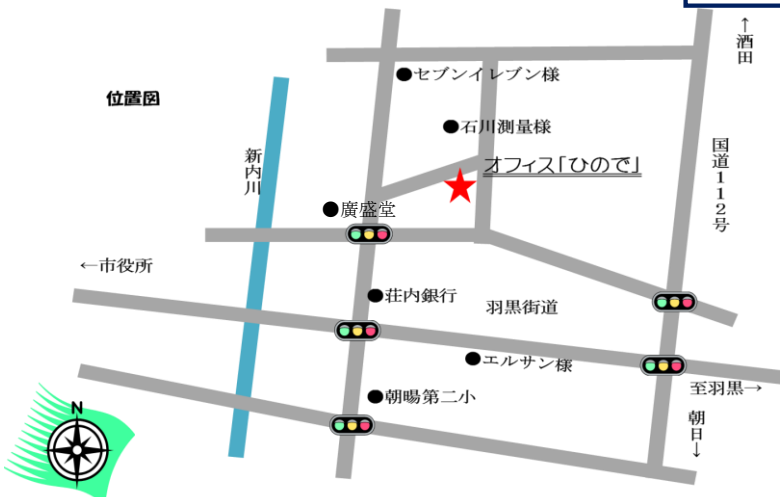 ↑酒田
セブンイレブン様
位置図
石川測量様
新内川
オフィス「ひので」
国道112号
廣盛堂
←市役所
荘内銀行
羽黒街道
エルサン様
至羽黒→
朝暘第二小
朝日↓
N